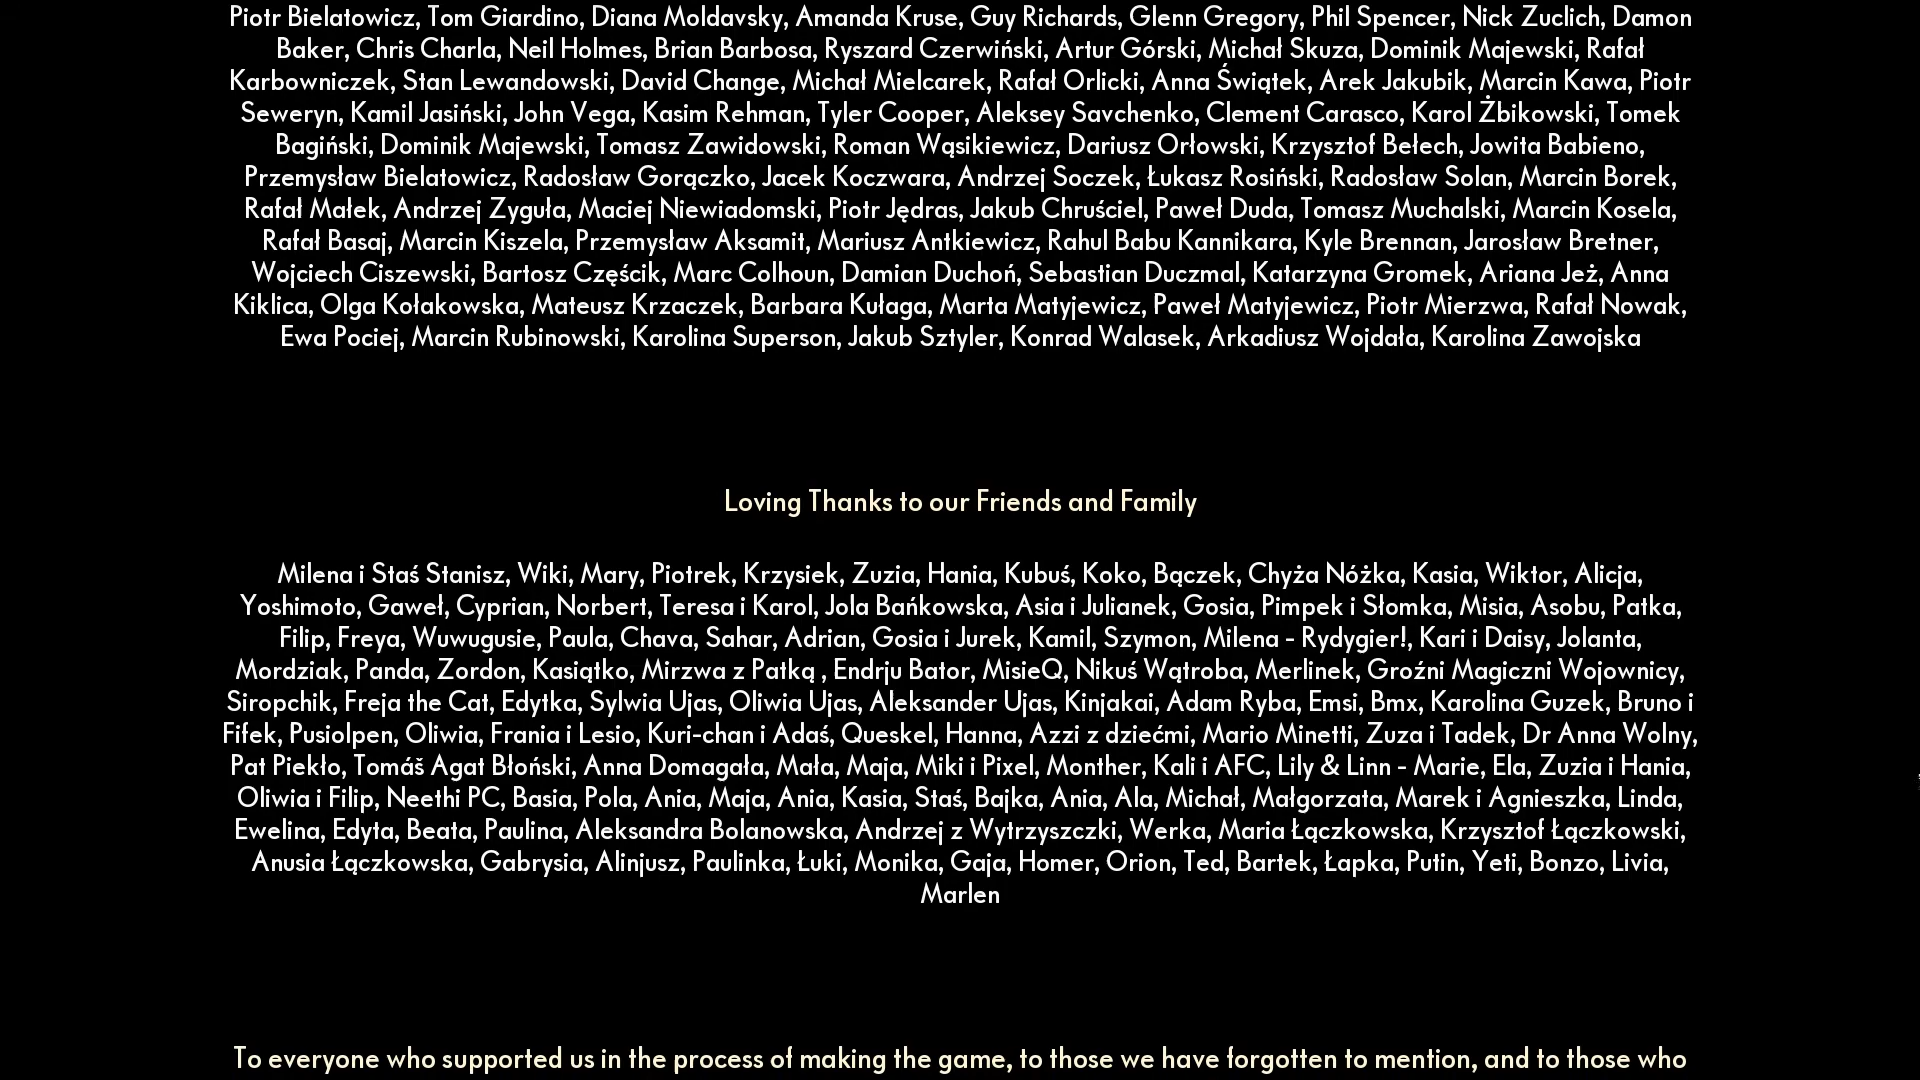 Piotr Bielatowicz, Tom Giardino, Diana Moldavsky, Amanda Kruse, Guy Richards, Glenn Gregory, Phil Spencer, Nick Zuclich, Damon
Baker, Chris Charla, Neil Holmes, Brian Barbosa, Ryszard Czerwiński, Artur Górski, Michał Skuza, Dominik Majewski, Rafał
Karbowniczek, Stan Lewandowski, David Change, Michał Mielcarek, Rafał Orlicki, Anna Świątek, Arek Jakubik, Marcin Kawa, Piotr
Seweryn, Kamil Jasiński, John Vega, Kasim Rehman, Tyler Cooper, Aleksey Savchenko, Clement Carasco, Karol Żbikowski, Tomek
Bagiński, Dominik Majewski, Tomasz Zawidowski, Roman Wąsikiewicz, Dariusz Orłowski, Krzysztof Bełech, Jowita Babieno,
Przemysław Bielatowicz, Radosław Gorączko, Jacek Koczwara, Andrzej Soczek, Łukasz Rosiński, Radosław Solan, Marcin Borek,
Rafał Małek, Andrzej Zyguła, Maciej Niewiadomski, Piotr Jędras, Jakub Chruściel, Paweł Duda, Tomasz Muchalski, Marcin Kosela,
Rafał Basaj, Marcin Kiszela, Przemysław Aksamit, Mariusz Antkiewicz, Rahul Babu Kannikara, Kyle Brennan, Jarosław Bretner,
Wojciech Ciszewski, Bartosz Częścik, Marc Colhoun, Damian Duchoń, Sebastian Duczmal, Katarzyna Gromek, Ariana Jeż, Anna
Kiklica, Olga Kołakowska, Mateusz Krzaczek, Barbara Kułaga, Marta Matyjewicz, Paweł Matyjewicz, Piotr Mierzwa, Rafał Nowak,
Ewa Pociej, Marcin Rubinowski, Karolina Superson, Jakub Sztyler, Konrad Walasek, Arkadiusz Wojdała, Karolina Zawojska
Loving Thanks to our Friends and Family
Milena i Staś Stanisz, Wiki, Mary, Piotrek, Krzysiek, Zuzia, Hania, Kubuś, Koko, Bączek, Chyża Nóżka, Kasia, Wiktor, Alicja,
Yoshimoto, Gaweł, Cyprian, Norbert, Teresa i Karol, Jola Bańkowska, Asia i Julianek, Gosia, Pimpek i Słomka, Misia, Asobu, Patka,
Filip, Freya, Wuwugusie, Paula, Chava, Sahar, Adrian, Gosia i Jurek, Kamil, Szymon, Milena - Rydygier!, Kari i Daisy, Jolanta,
Mordziak, Panda, Zordon, Kasiątko, Mirzwa z Patką , Endrju Bator, MisieQ, Nikuś Wątroba, Merlinek, Groźni Magiczni Wojownicy,
Siropchik, Freja the Cat, Edytka, Sylwia Ujas, Oliwia Ujas, Aleksander Ujas, Kinjakai, Adam Ryba, Emsi, Bmx, Karolina Guzek, Bruno i
Fifek, Pusiolpen, Oliwia, Frania i Lesio, Kuri-chan i Adaś, Queskel, Hanna, Azzi z dziećmi, Mario Minetti, Zuza i Tadek, Dr Anna Wolny,
Pat Piekło, Tomáš Agat Błoński, Anna Domagała, Mała, Maja, Miki i Pixel, Monther, Kali i AFC, Lily & Linn - Marie, Ela, Zuzia i Hania,
Oliwia i Filip, Neethi PC, Basia, Pola, Ania, Maja, Ania, Kasia, Staś, Bajka, Ania, Ala, Michał, Małgorzata, Marek i Agnieszka, Linda,
Ewelina, Edyta, Beata, Paulina, Aleksandra Bolanowska, Andrzej z Wytrzyszczki, Werka, Maria Łączkowska, Krzysztof Łączkowski,
Anusia Łączkowska, Gabrysia, Alinjusz, Paulinka, Łuki, Monika, Gaja, Homer, Orion, Ted, Bartek, Łapka, Putin, Yeti, Bonzo, Livia,
Marlen
To everyone who supported us in the process of making the game, to those we have forgotten to mention, and to those who